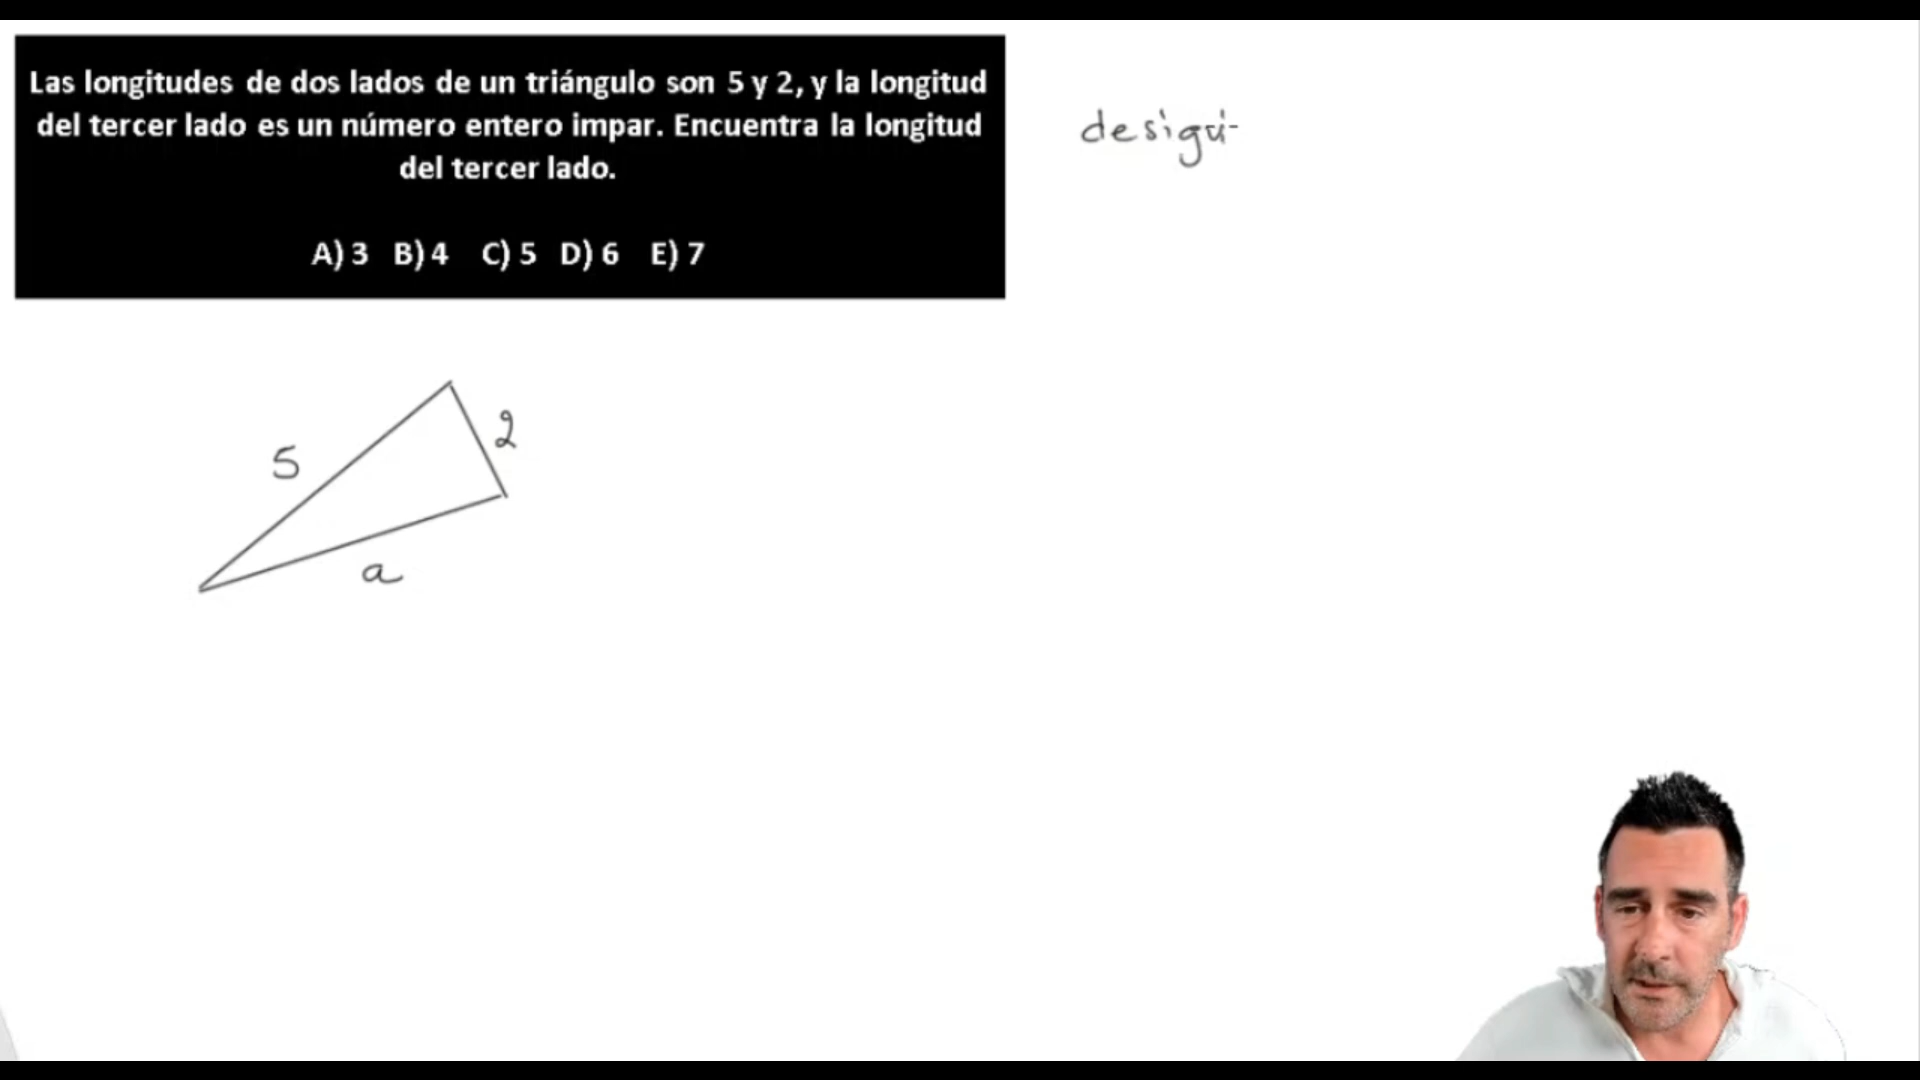 Las longitudes de dos lados de un triángulo son 5 y 2, y la longitud
del tercer lado es un número entero impar. Encuentra la longitud
del tercer lado.
A) 3 B) 4 C) 5 D) 6 E) 7
desigu
5
2
a